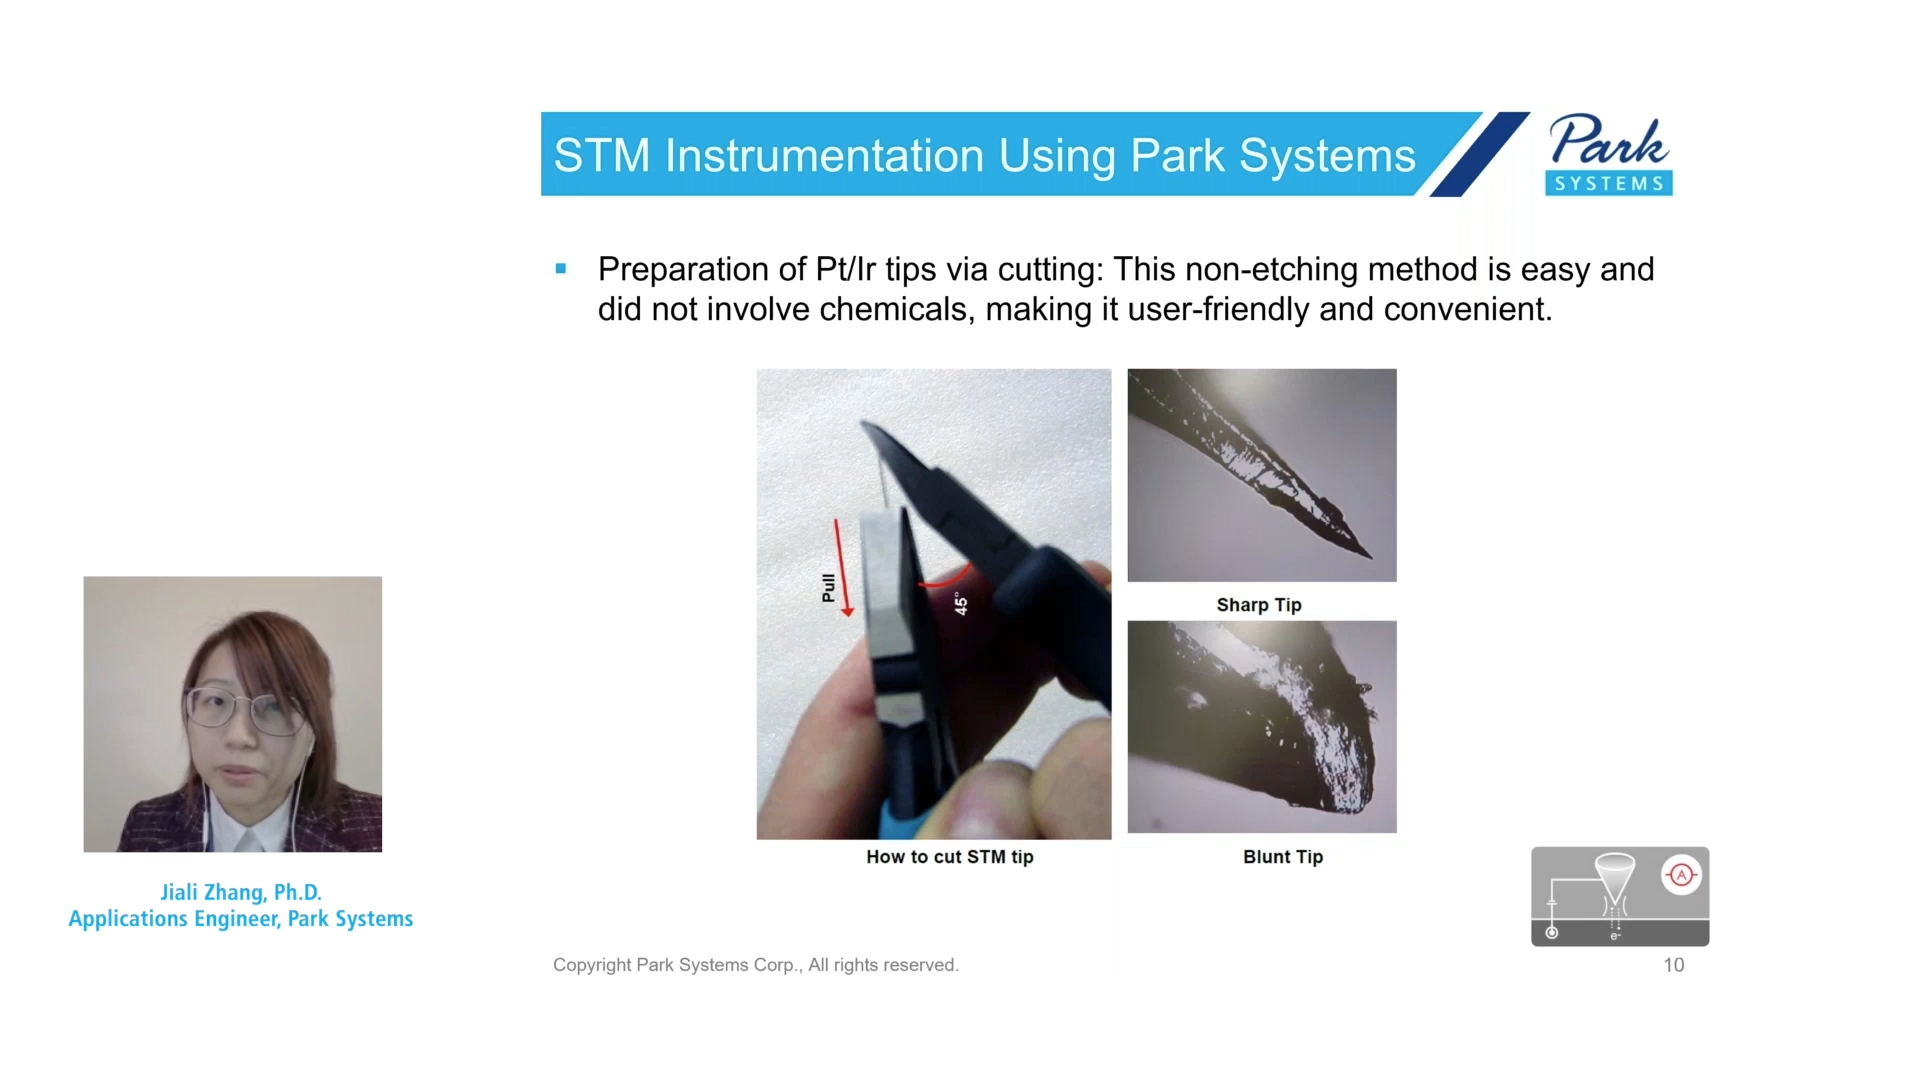 STM Instrumentation Using Park Systems
Park
SYSTEMS
Preparation of Pt/Ir tips via cutting: This non-etching method is easy and
did not involve chemicals, making it user-friendly and convenient.
Pull
45°
How to cut STM tip
Sharp Tip
Blunt Tip
A
e-
Jiali Zhang, Ph.D.
Applications Engineer, Park Systems
Copyright Park Systems Corp., All rights reserved.
10